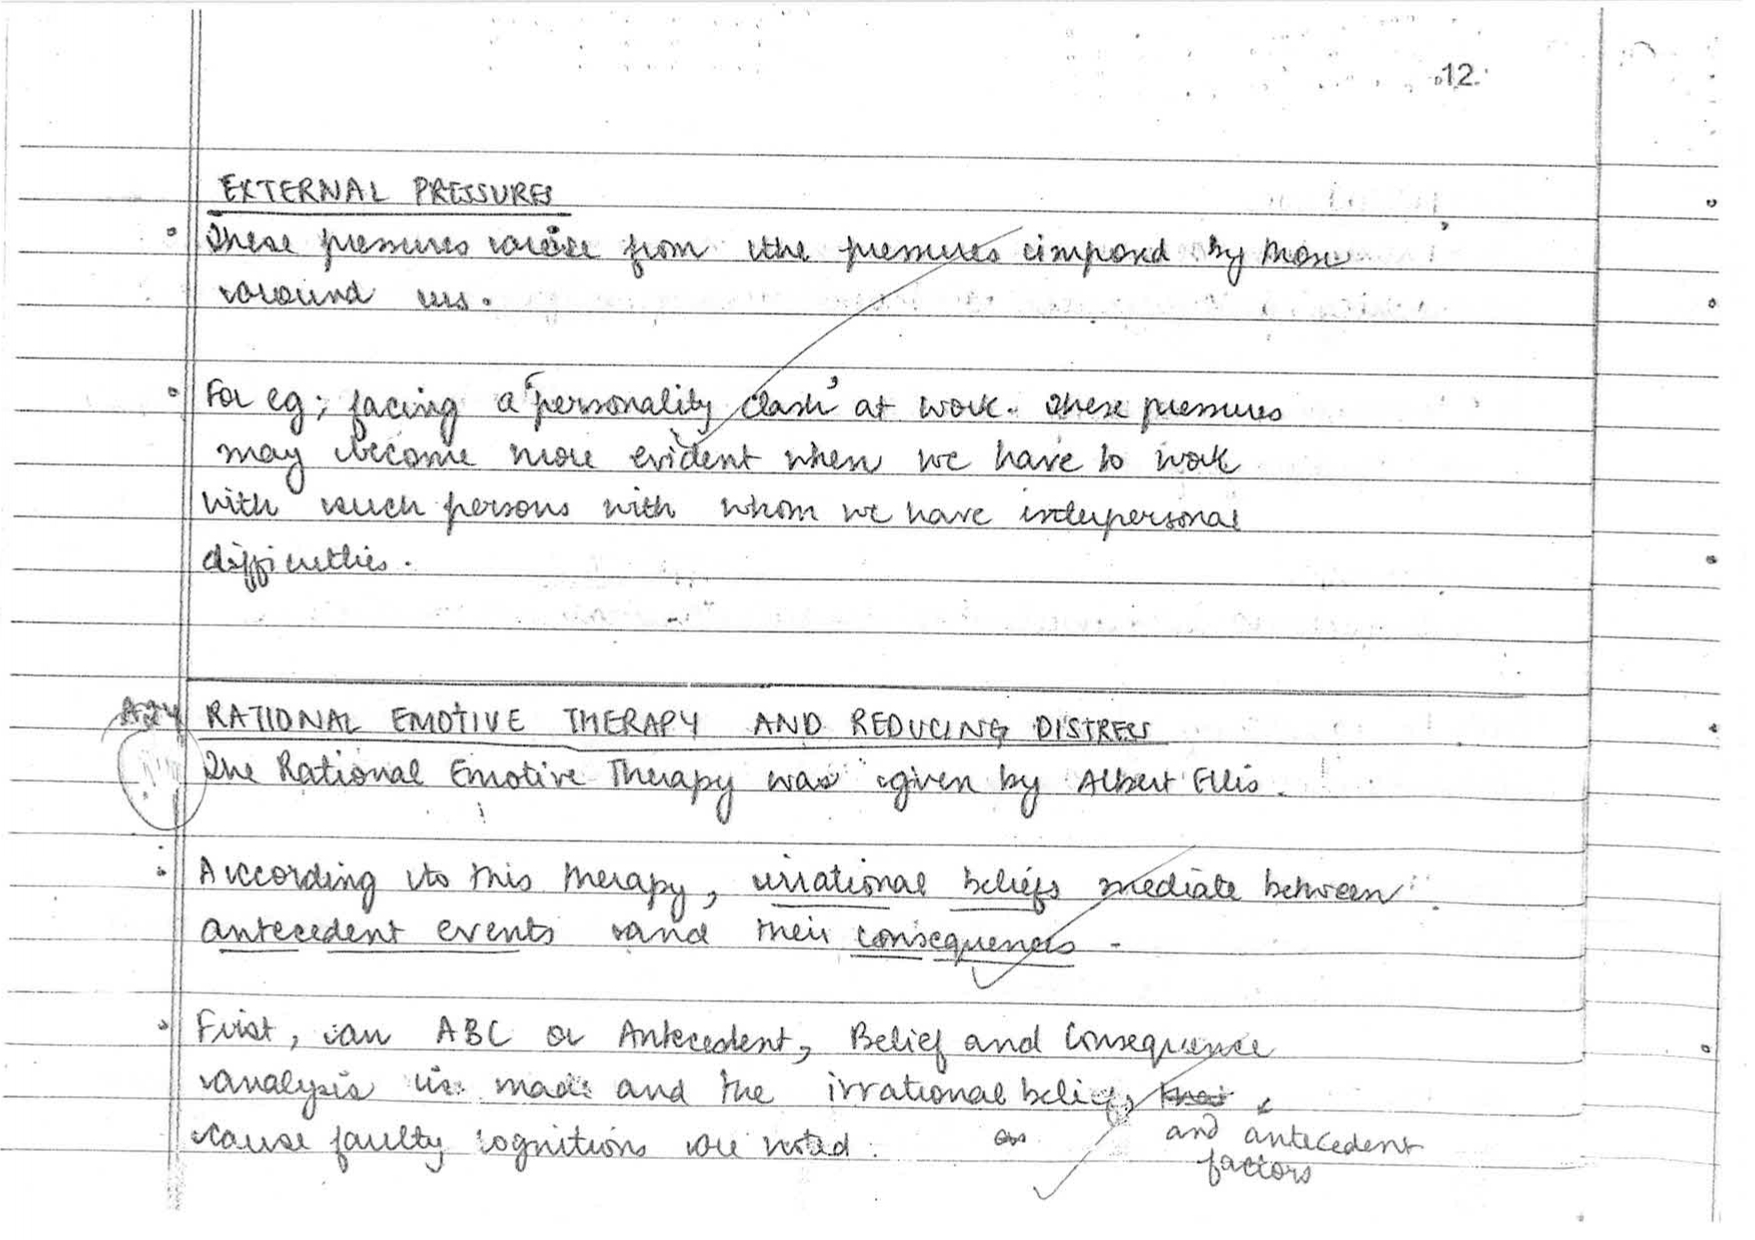 12
EXTERNAL PRESSURES
These pressures arise from the pressures imposed by those
around us.
For eg; facing a 'personality clash' at work. These pressures
may become more evident when we have to work
with such persons with whom we have interpersonal
difficulties.
A24 RATIONAL EMOTIVE THERAPY AND REDUCING DISTRESS
The Rational Emotive Therapy was given by Albert Ellis.
According to this therapy, irrational beliefs mediate between
antecedent events and their consequences.
First, an ABC or Antecedent, Belief and Consequence
analysis is made and the irrational beliefs that
cause faulty cognitions are noted.
and antecedent
factors